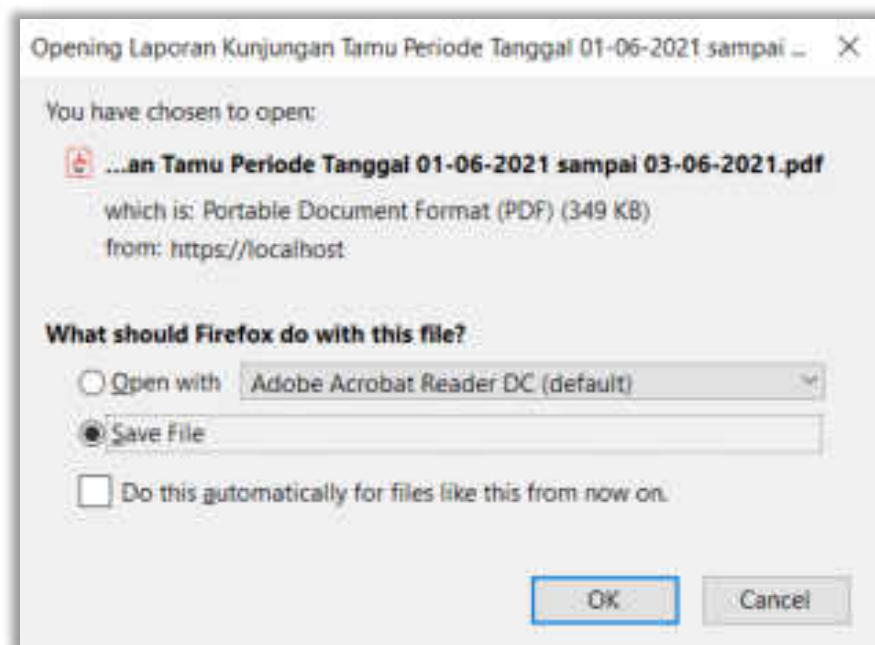 Opening Laporan Kunjungan Tamu Periode Tanggal 01-06-2021 sampai ...
You have chosen to open:
...an Tamu Periode Tanggal 01-06-2021 sampai 03-06-2021.pdf
which is: Portable Document Format (PDF) (349 KB)
from: https://localhost
What should Firefox do with this file?
Open with Adobe Acrobat Reader DC (default)
Save File
Do this automatically for files like this from now on.
OK Cancel